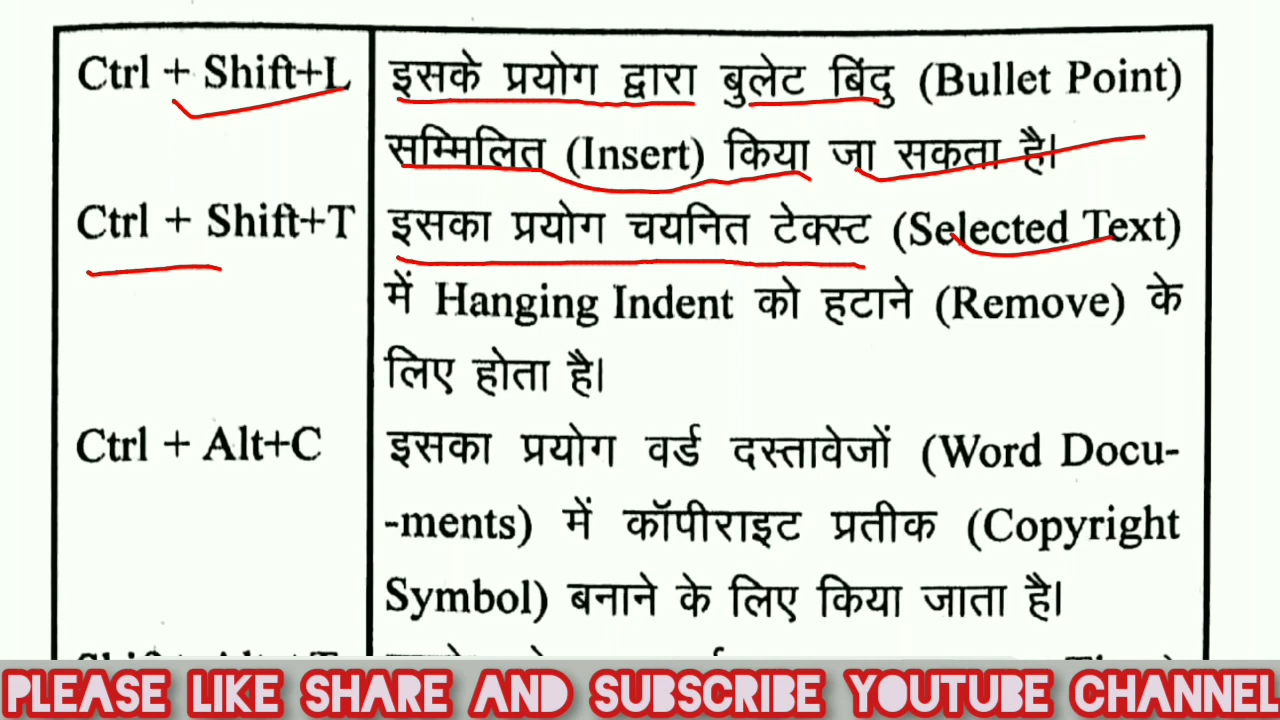 Ctrl + Shift+L
इसके प्रयोग द्वारा बुलेट बिंदु (Bullet Point)
सम्मिलित (Insert) किया जा सकता है।
Ctrl + Shift+T
इसका प्रयोग चयनित टेक्स्ट (Selected Text)
में Hanging Indent को हटाने (Remove) के
लिए होता है।
Ctrl + Alt+C
इसका प्रयोग वर्ड दस्तावेजों (Word Docu-
-ments) में कॉपीराइट प्रतीक (Copyright
Symbol) बनाने के लिए किया जाता है।
PLEASE LIKE SHARE AND SUBSCRIBE YOUTUBE CHANNEL